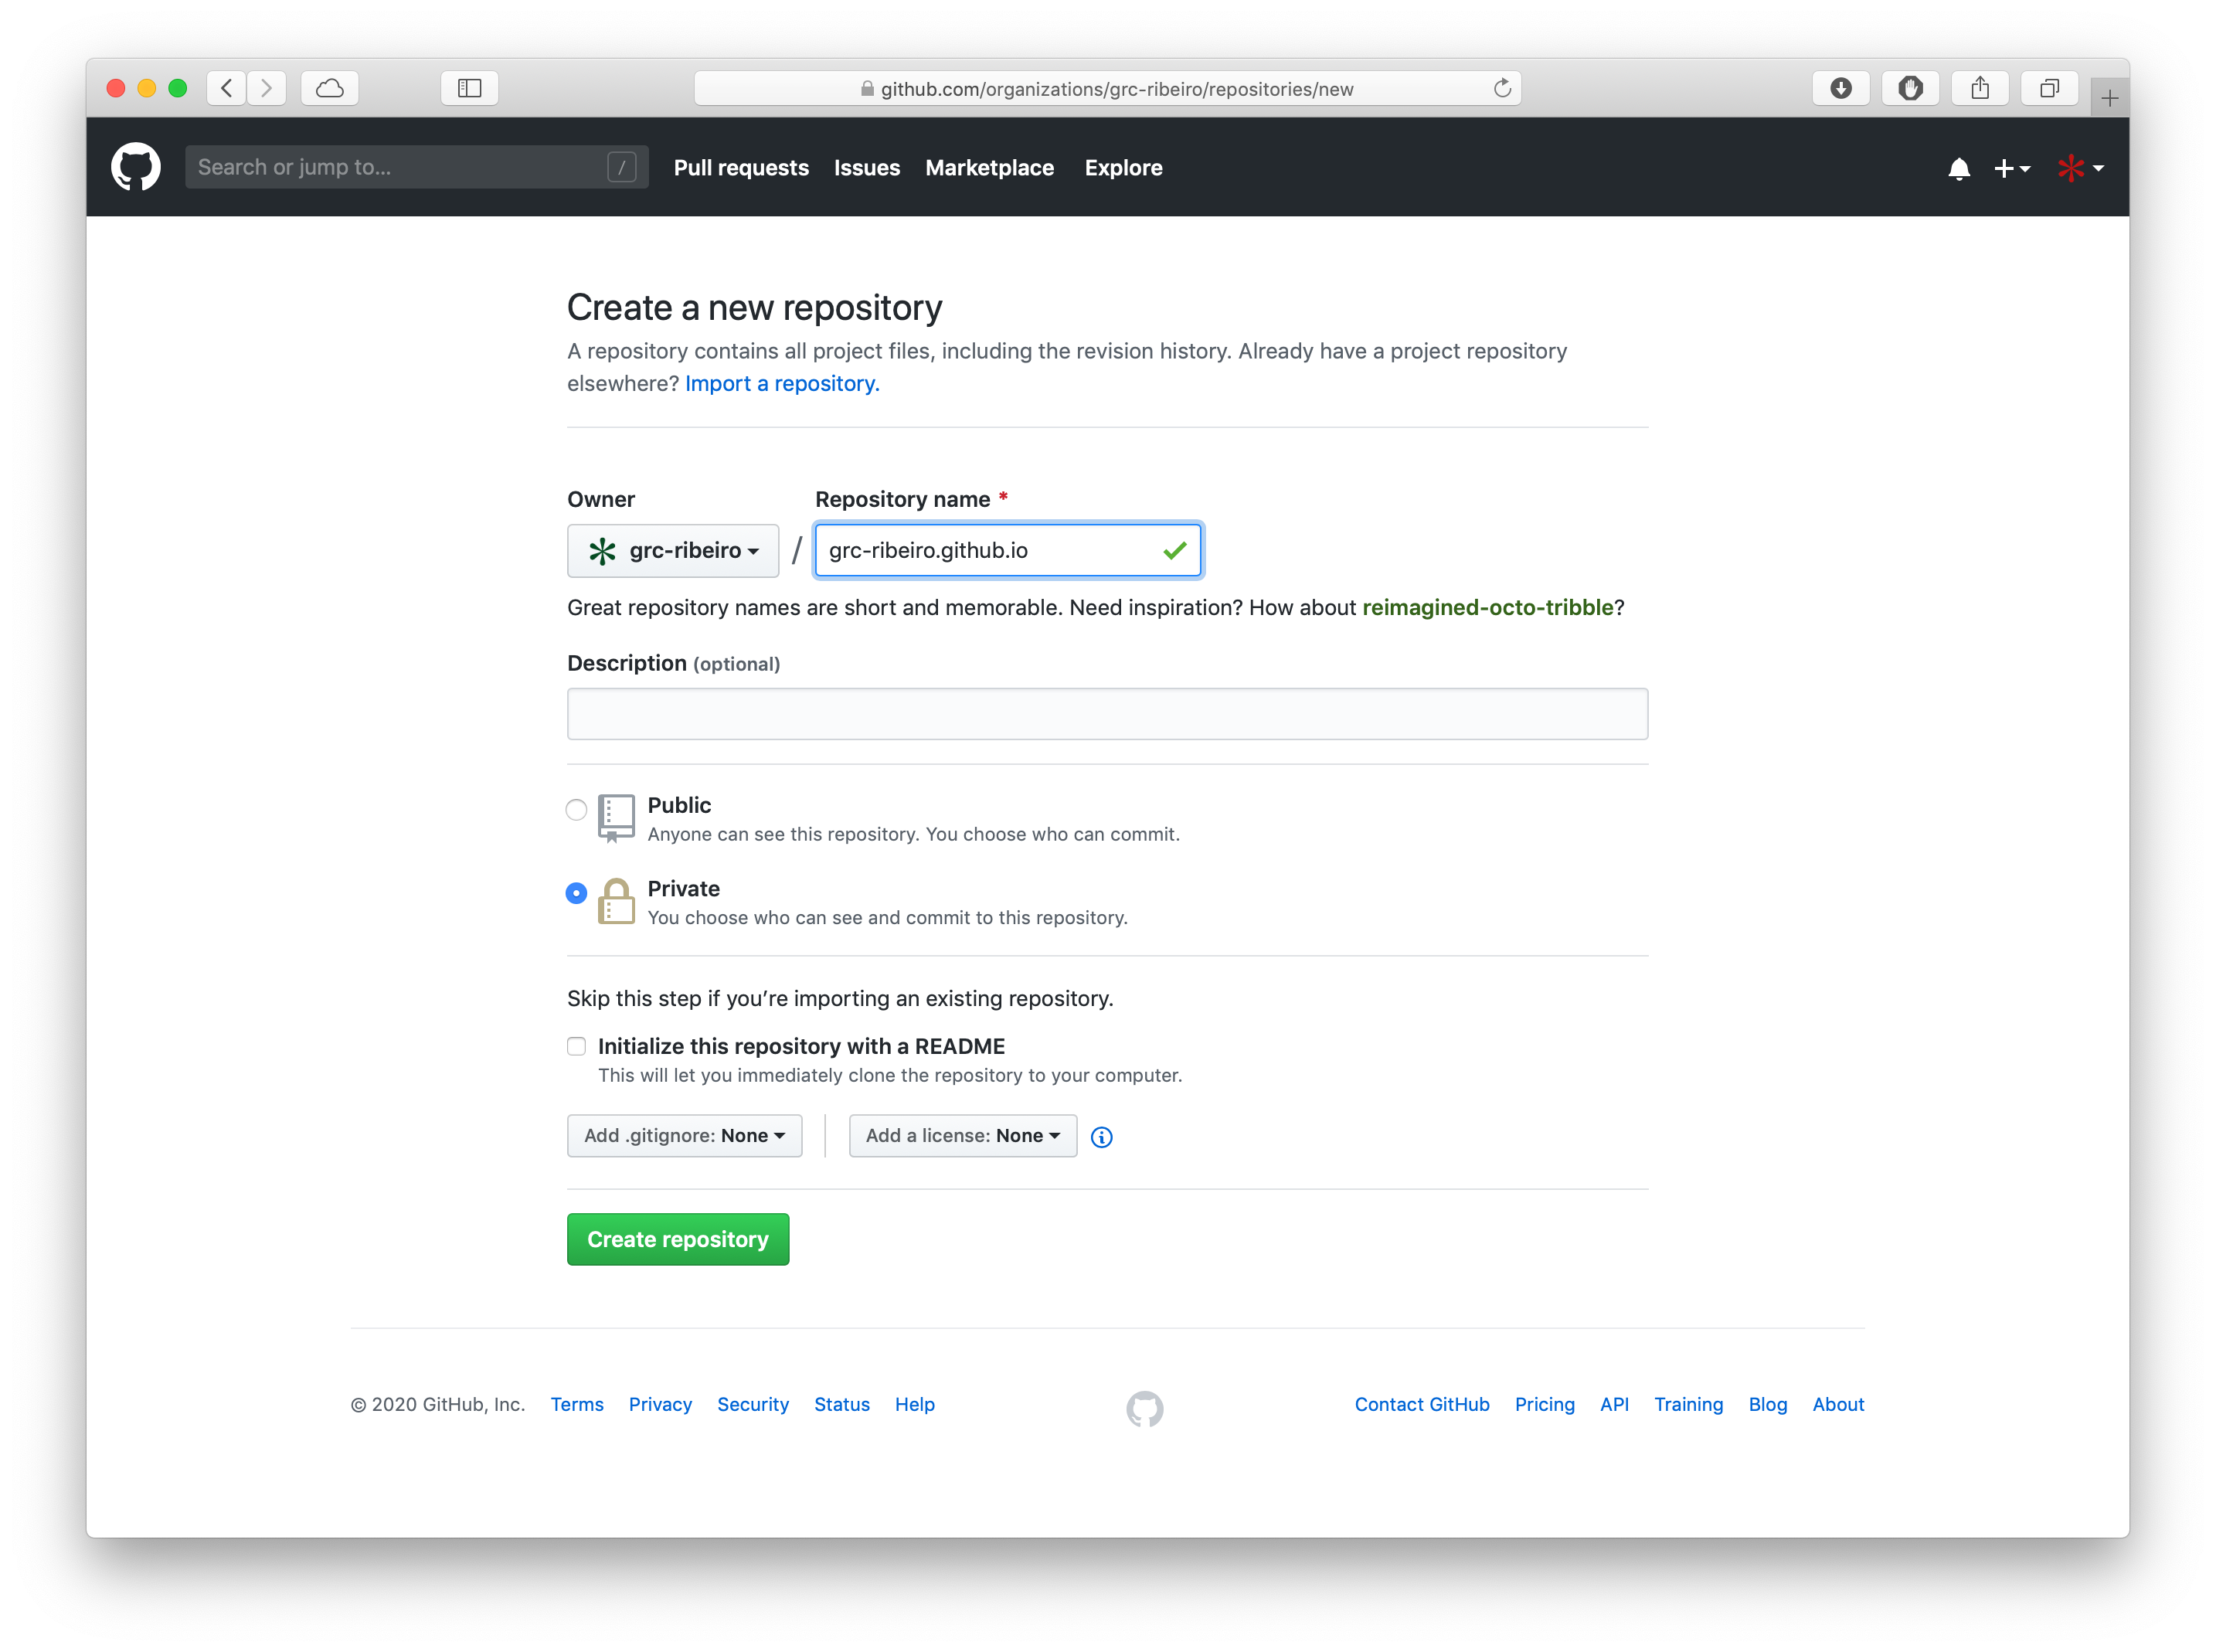 github.com/organizations/grc-ribeiro/repositories/new
Search or jump to...
/
Pull requests
Issues
Marketplace
Explore
Create a new repository
A repository contains all project files, including the revision history. Already have a project repository
elsewhere? Import a repository.
Owner
Repository name *
grc-ribeiro
/
grc-ribeiro.github.io
Great repository names are short and memorable. Need inspiration? How about reimagined-octo-tribble?
Description (optional)
Public
Anyone can see this repository. You choose who can commit.
Private
You choose who can see and commit to this repository.
Skip this step if you’re importing an existing repository.
Initialize this repository with a README
This will let you immediately clone the repository to your computer.
Add .gitignore: None
Add a license: None
Create repository
© 2020 GitHub, Inc.
Terms
Privacy
Security
Status
Help
Contact GitHub
Pricing
API
Training
Blog
About